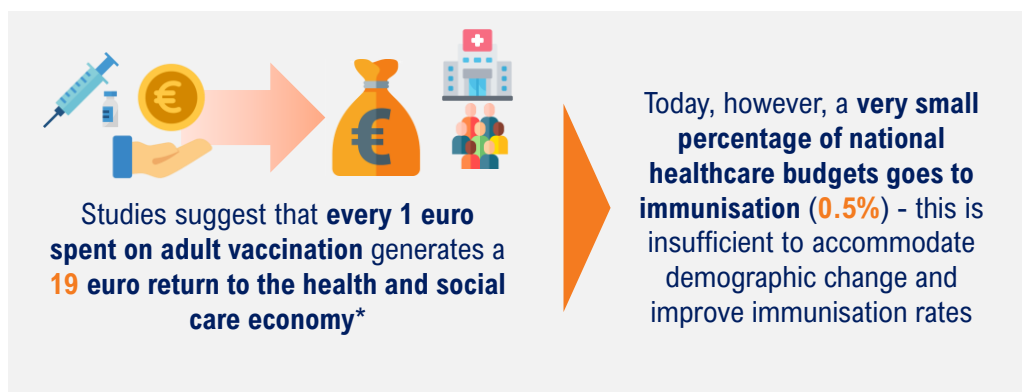 €
€
Studies suggest that every 1 euro
spent on adult vaccination generates a
19 euro return to the health and social
care economy*
Today, however, a very small
percentage of national
healthcare budgets goes to
immunisation (0.5%) - this is
insufficient to accommodate
demographic change and
improve immunisation rates